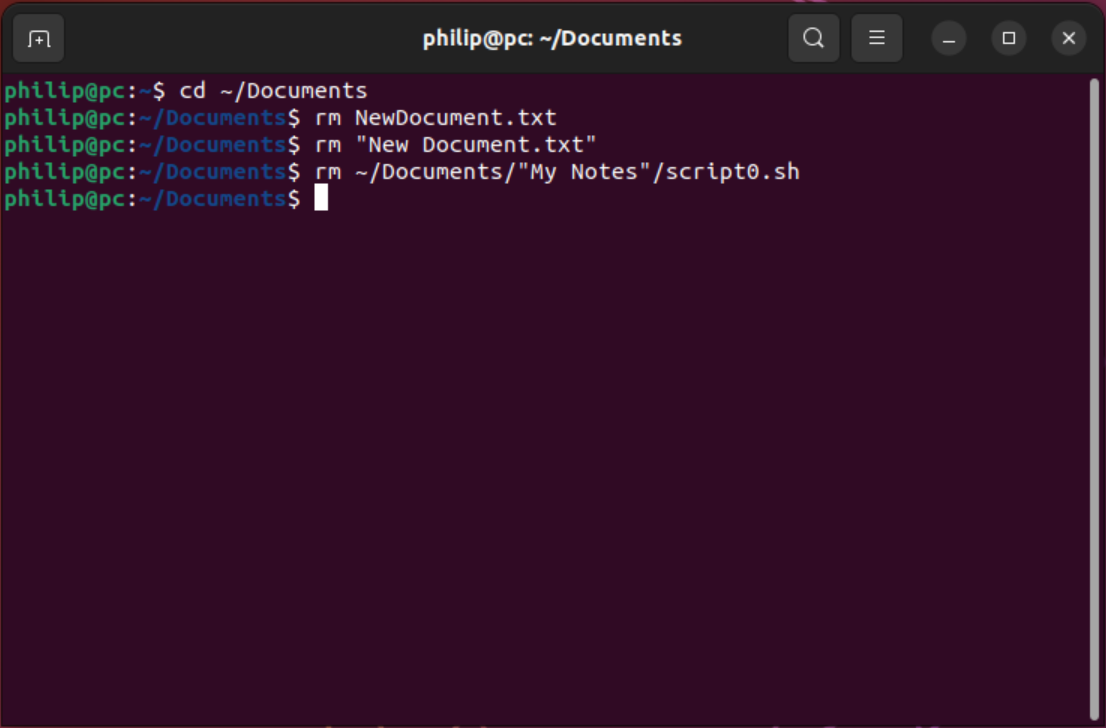 philip@pc: ~/Documents
philip@pc:~$ cd ~/Documents
philip@pc:~/Documents$ rm NewDocument.txt
philip@pc:~/Documents$ rm "New Document.txt"
philip@pc:~/Documents$ rm ~/Documents/"My Notes"/script0.sh
philip@pc:~/Documents$